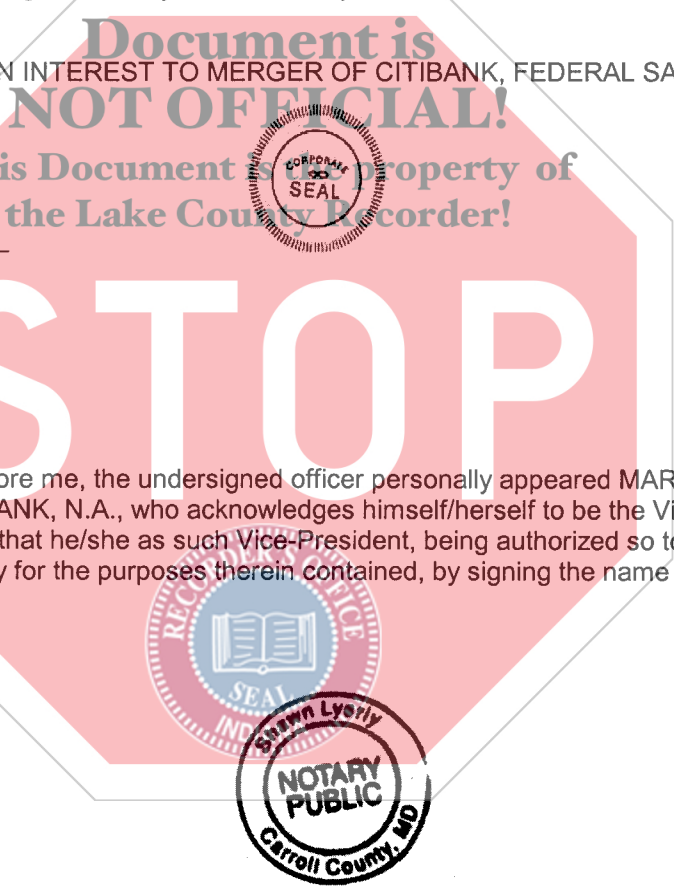 Document is
N INTEREST TO MERGER OF CITIBANK, FEDERAL SA
NOT OFFICIAL!
CORPORATE
SEAL
is Document is the property of
the Lake County Recorder!
STOP
ore me, the undersigned officer personally appeared MAR
ANK, N.A., who acknowledges himself/herself to be the Vi
that he/she as such Vice-President, being authorized so to
y for the purposes therein contained, by signing the name
RECORDER'S OFFICE
SEAL
Shawn Lyerly
NOTARY
PUBLIC
Carroll County, MD